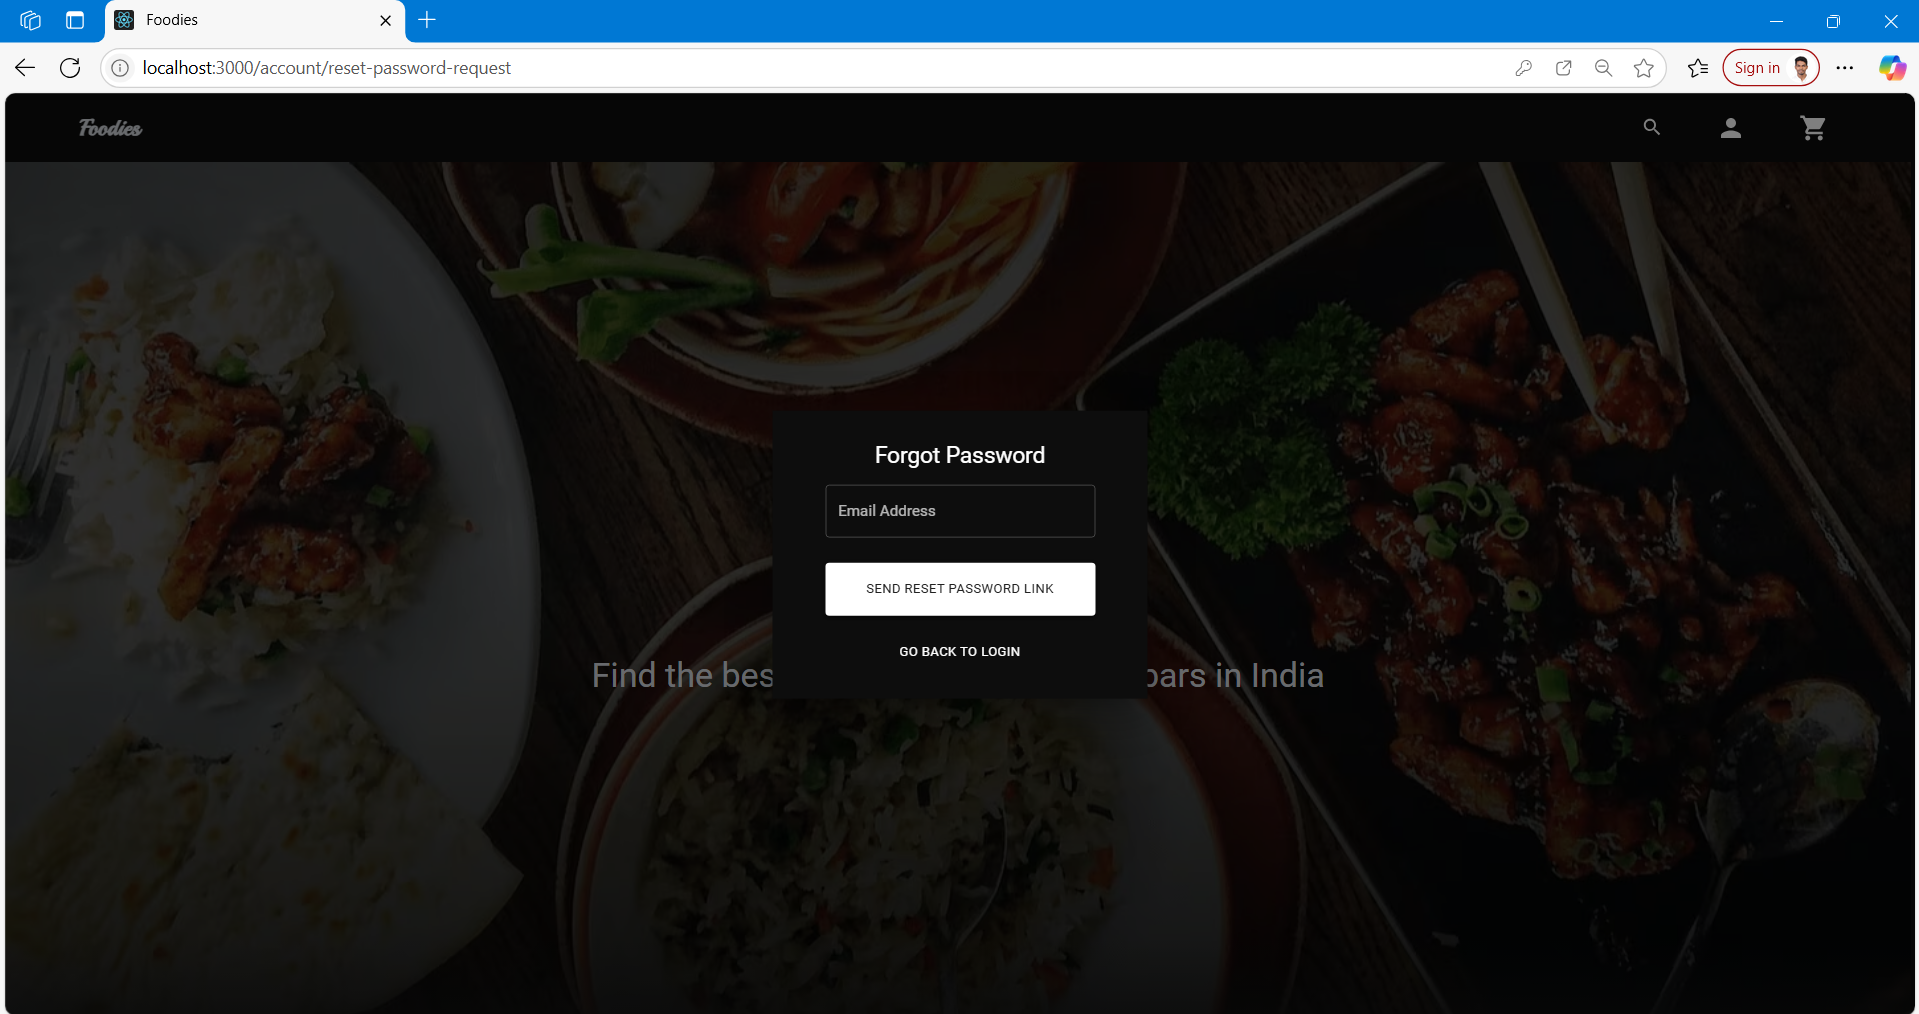 Foodies
localhost:3000/account/reset-password-request
Sign in
Foodies
Forgot Password
Email Address
SEND RESET PASSWORD LINK
GO BACK TO LOGIN
Find the bes bars in India